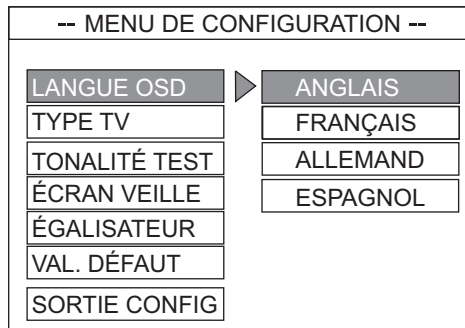 -- MENU DE CONFIGURATION --
LANGUE OSD
ANGLAIS
TYPE TV
FRANÇAIS
TONALITÉ TEST
ALLEMAND
ÉCRAN VEILLE
ESPAGNOL
ÉGALISATEUR
VAL. DÉFAUT
SORTIE CONFIG